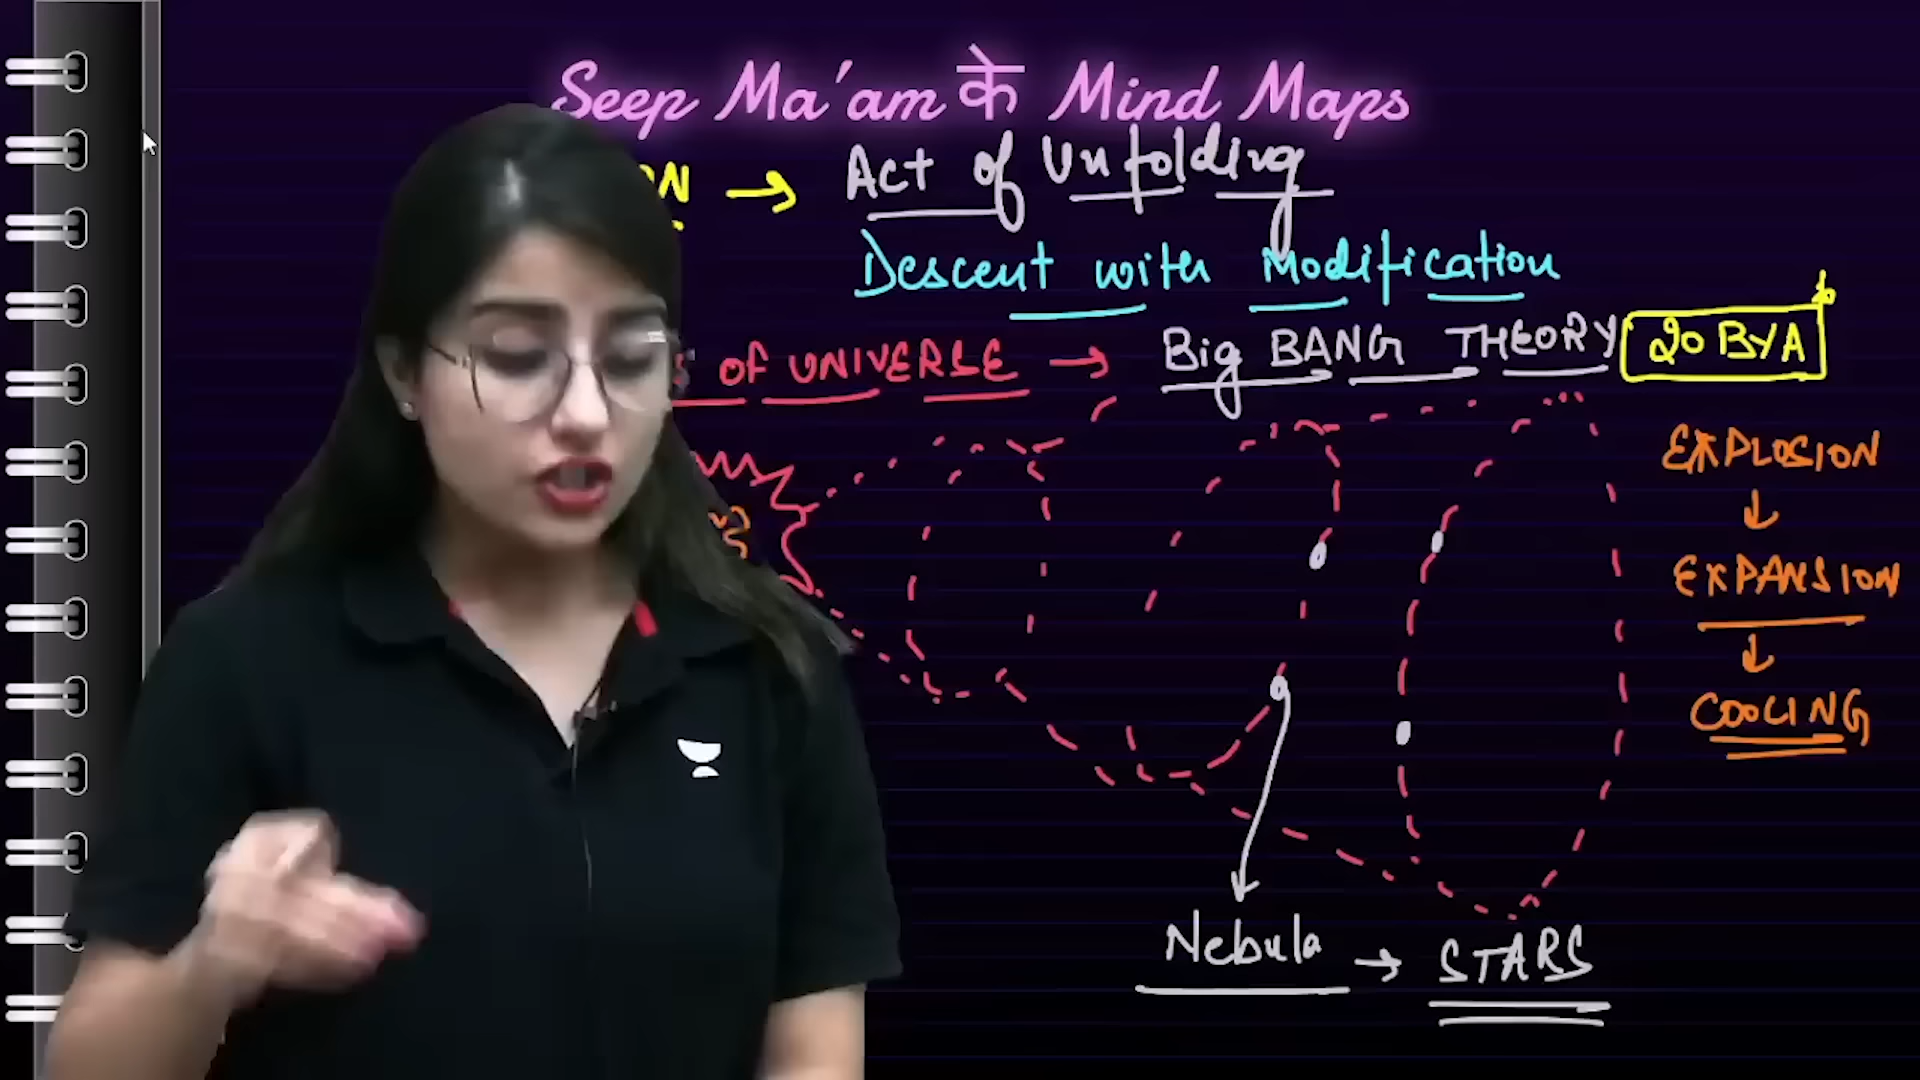 Seep Ma'am के Mind Maps
→ Act of Unfolding
Descent with Modification
OF UNIVERSE → Big BANG THEORY 20 BYA
EXPLOSION
↓
EXPANSION
↓
COOLING
Nebula → STARS